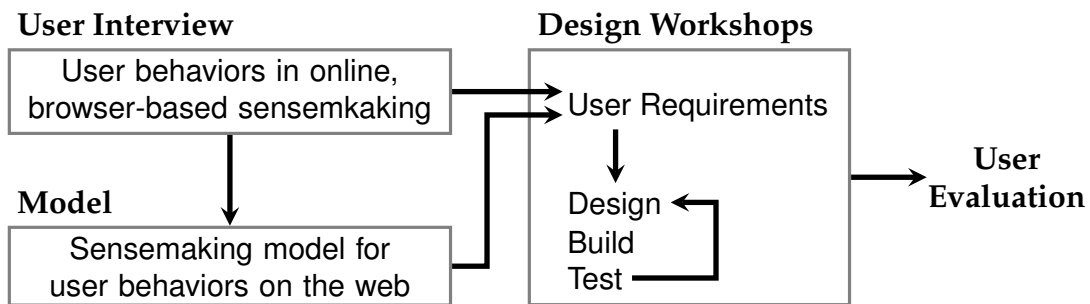 User Interview
User behaviors in online,
browser-based sensemkaking
Model
Sensemaking model for
user behaviors on the web
Design Workshops
User Requirements
Design
Build
Test
User
Evaluation